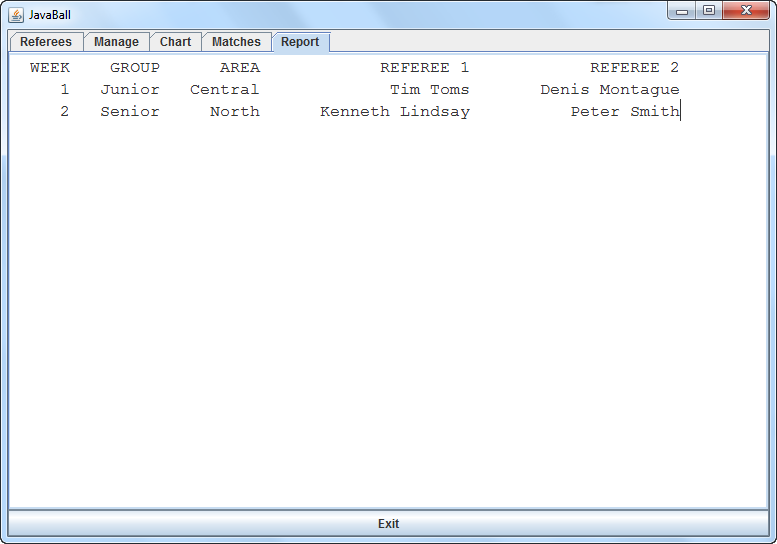 JavaBall
Referees Manage Chart Matches Report
WEEK GROUP AREA REFEREE 1 REFEREE 2
1 Junior Central Tim Toms Denis Montague
2 Senior North Kenneth Lindsay Peter Smith
Exit